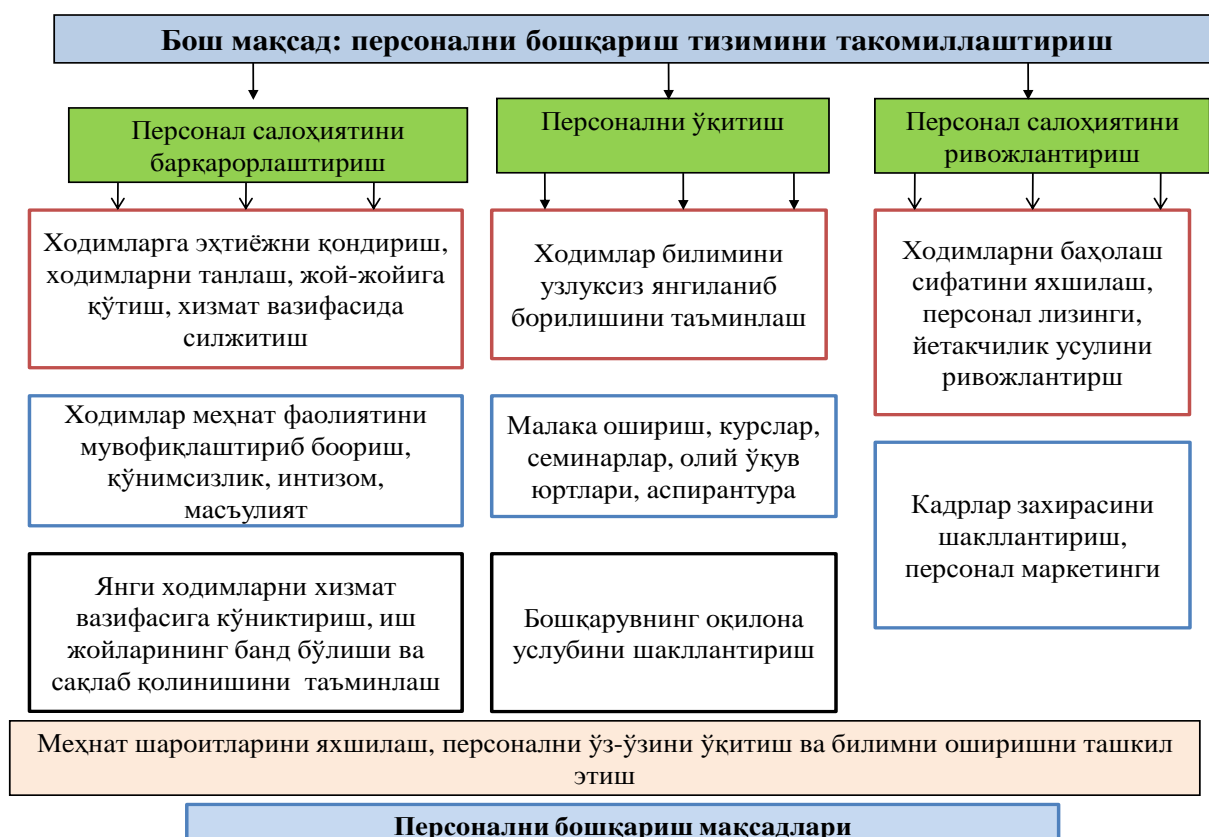 Бош мақсад: персонални бошқариш тизимини такомиллаштириш
Персонал салоҳиятини
барқарорлаштириш
Персонални ўқитиш
Персонал салоҳиятини
ривожлантириш
Ходимларга эҳтиёжни қондириш,
ходимларни танлаш, жой-жойига
қўтиш, хизмат вазифасида
силжитиш
Ходимлар билимини
узлуксиз янгиланиб
борилишини таъминлаш
Ходимларни баҳолаш
сифатини яхшилаш,
персонал лизинги,
йетакчилик усулини
ривожлантирш
Ходимлар меҳнат фаолиятини
мувофиқлаштириб боориш,
қўнимсизлик, интизом,
масъулият
Малака ошириш, курслар,
семинарлар, олий ўқув
юртлари, аспирантура
Кадрлар захирасини
шакллантириш,
персонал маркетинги
Янги ходимларни хизмат
вазифасига кўниктириш, иш
жойларининг банд бўлиши ва
сақлаб қолинишини таъминлаш
Бошқарувнинг оқилона
услубини шакллантириш
Меҳнат шароитларини яхшилаш, персонални ўз-ўзини ўқитиш ва билимни оширишни ташкил
этиш
Персонални бошқариш мақсадлари